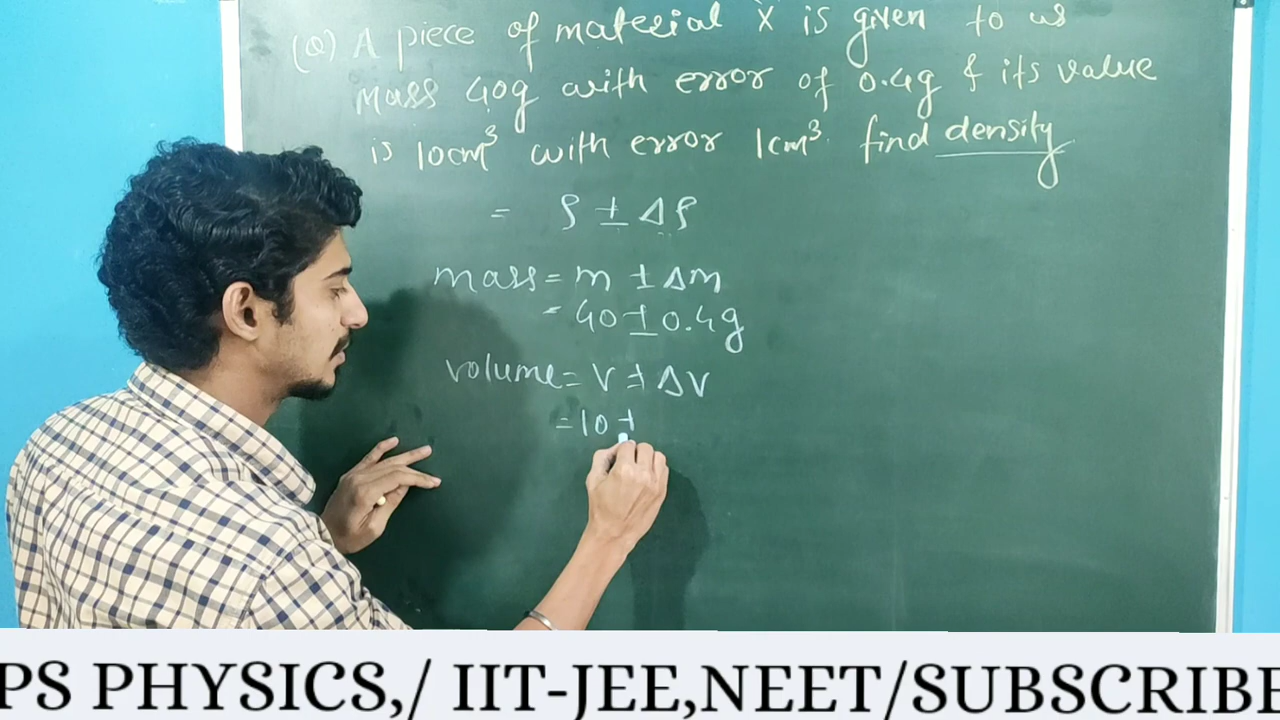 (Q) A piece of material X is given to us
Mass 40g with error of 0.4g & its value
is 10cm³ with error 1cm³. find density
= ρ ± Δρ
mass = m ± Δm
= 40 ± 0.4g
volume = V ± ΔV
= 10 ±
PS PHYSICS,/ IIT-JEE,NEET/SUBSCRIBE